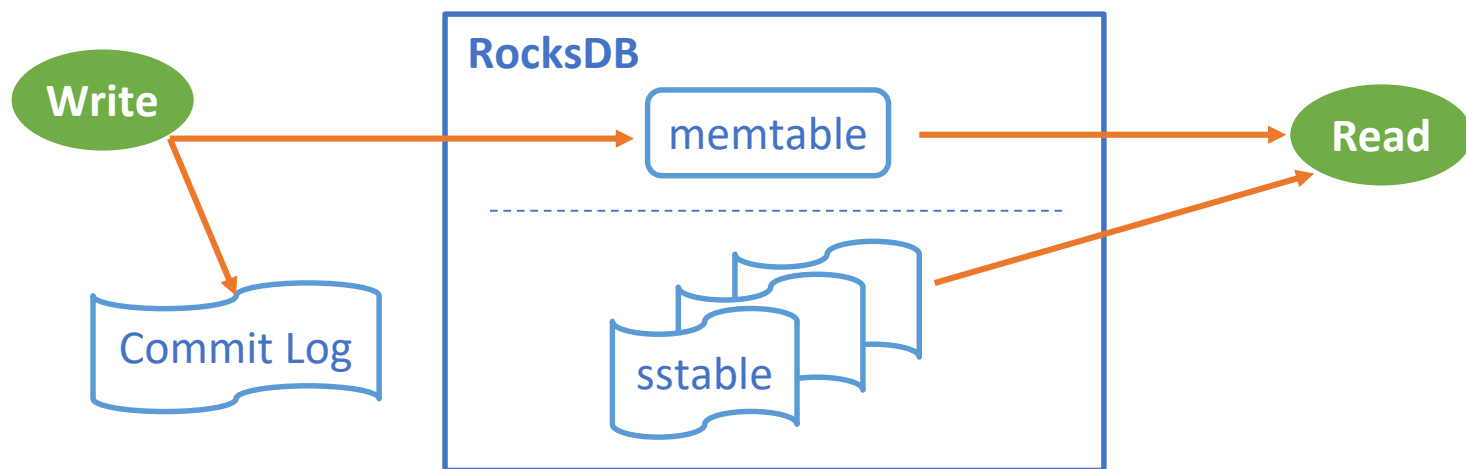 RocksDB
Write
memtable
Read
Commit Log
sstable